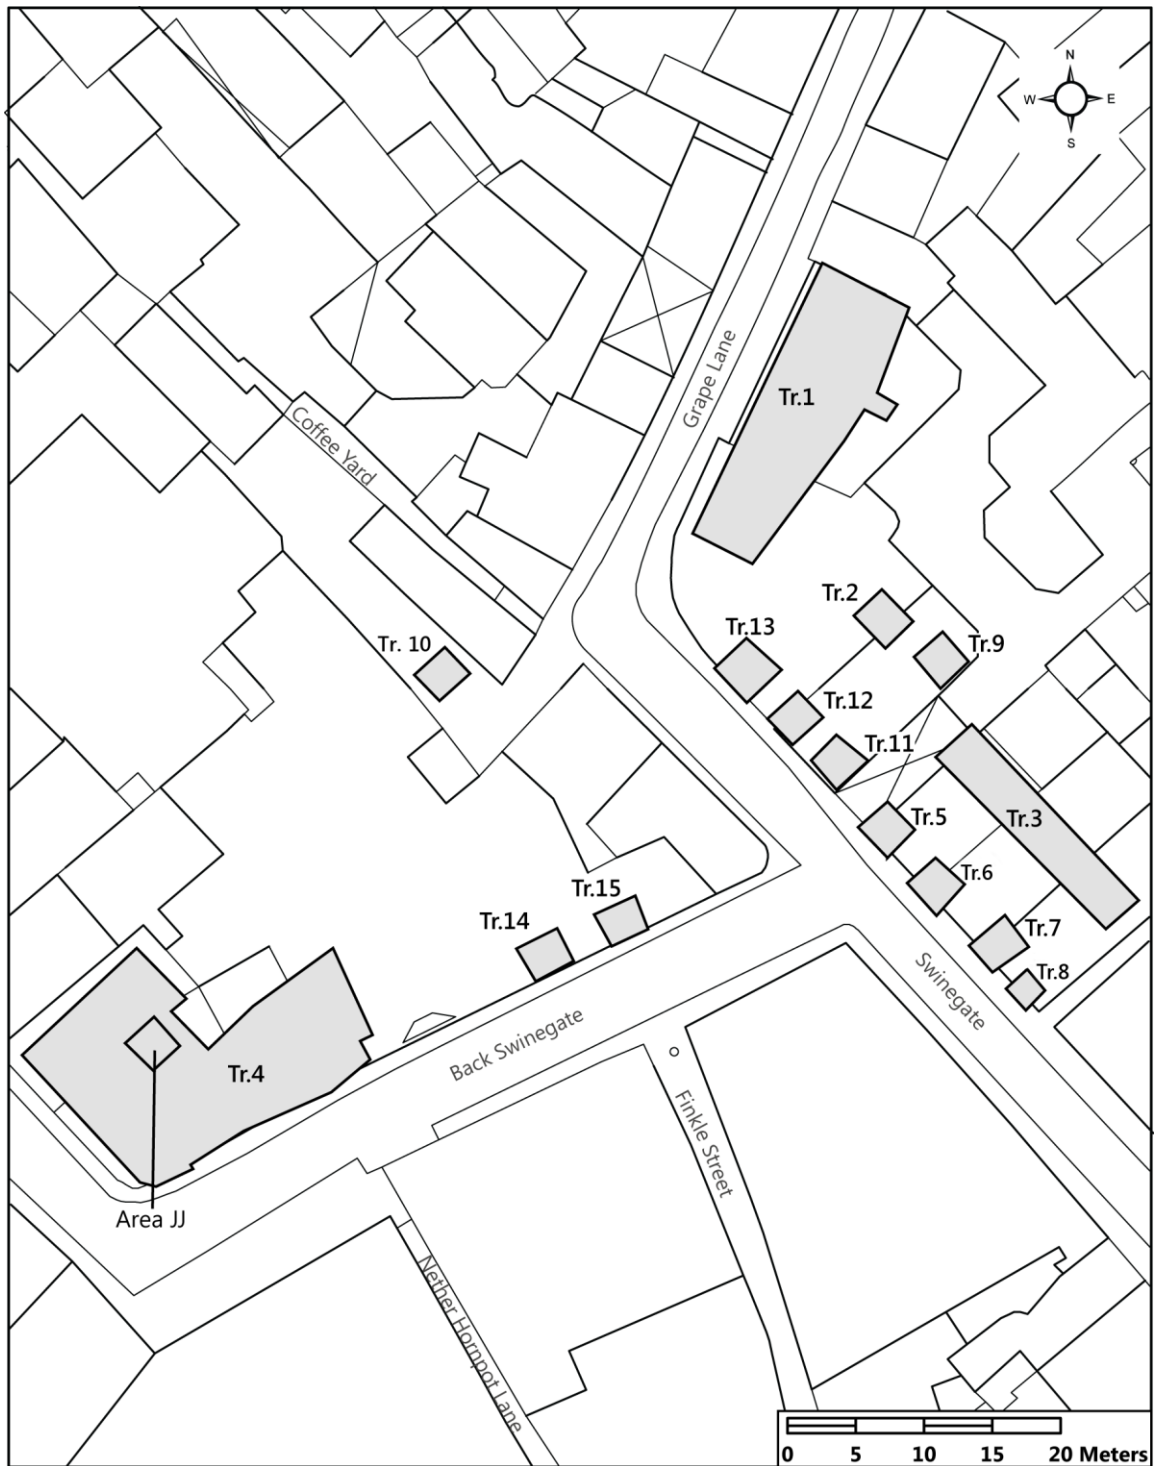 N
W E
S
Grape Lane
Tr.1
Coffee Yard
Tr.2
Tr.13
Tr. 10
Tr.9
Tr.12
Tr.11
Tr.5
Tr.3
Tr.6
Tr.15
Tr.14
Tr.7
Tr.8
Swinegate
Back Swinegate
Tr.4
Finkle Street
Area JJ
Nether Hornpot Lane
0 5 10 15 20 Meters